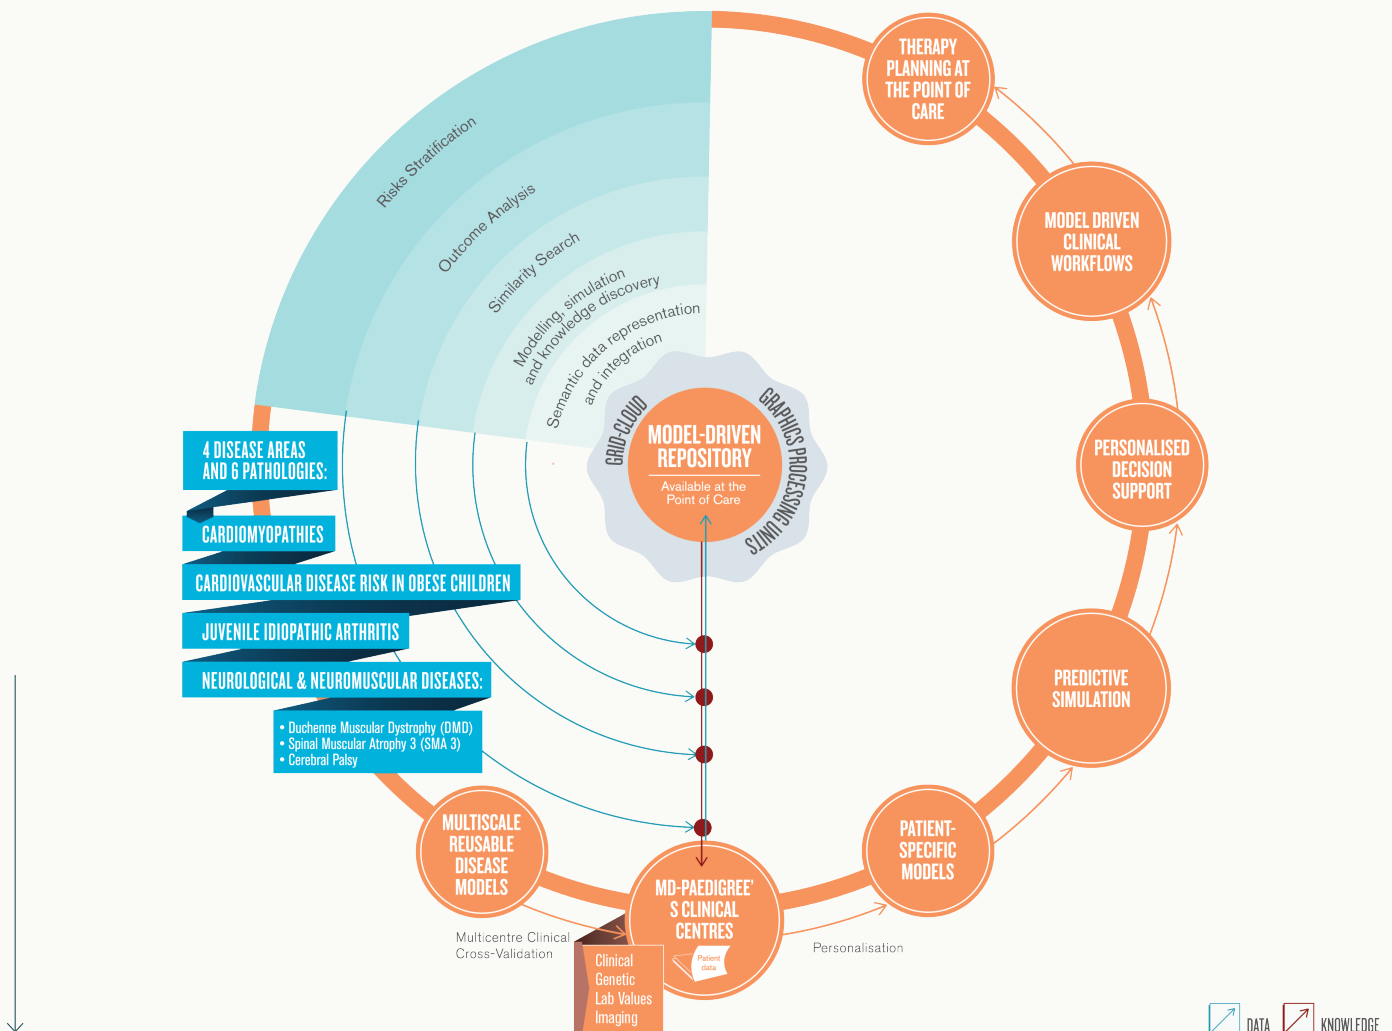 THERAPY
PLANNING AT
THE POINT OF
CARE
MODEL DRIVEN
CLINICAL
WORKFLOWS
PERSONALISED
DECISION
SUPPORT
PREDICTIVE
SIMULATION
PATIENT-
SPECIFIC
MODELS
Personalisation
MD-PAEDIGREE'
S CLINICAL
CENTRES
Patient
data
Clinical
Genetic
Lab Values
Imaging
Multicentre Clinical
Cross-Validation
MULTISCALE
REUSABLE
DISEASE
MODELS
Risks Stratification
Outcome Analysis
Similarity Search
Modelling, simulation
and knowledge discovery
Semantic data representation
and integration
GRID-CLOUD
GRAPHICS PROCESSING UNITS
MODEL-DRIVEN
REPOSITORY
Available at the
Point of Care
4 DISEASE AREAS
AND 6 PATHOLOGIES:
CARDIOMYOPATHIES
CARDIOVASCULAR DISEASE RISK IN OBESE CHILDREN
JUVENILE IDIOPATHIC ARTHRITIS
NEUROLOGICAL & NEUROMUSCULAR DISEASES:
• Duchenne Muscular Dystrophy (DMD)
• Spinal Muscular Atrophy 3 (SMA 3)
• Cerebral Palsy
DATA
KNOWLEDGE